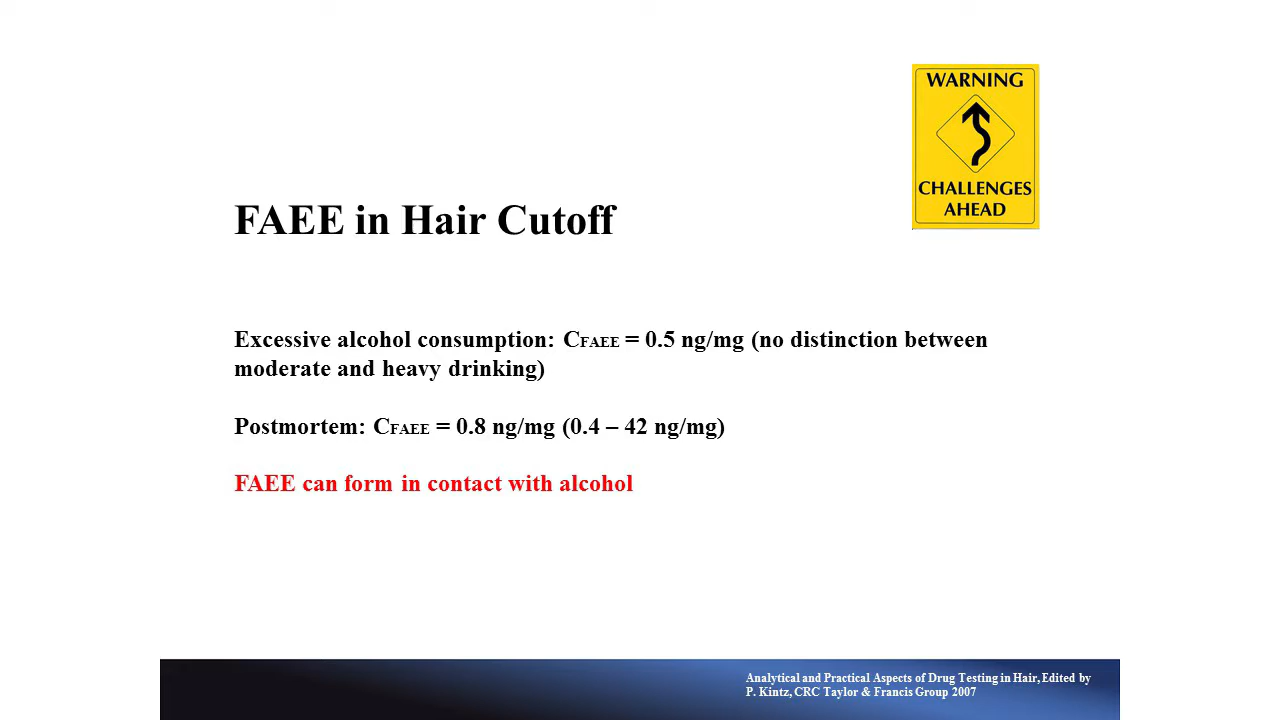 WARNING
CHALLENGES
AHEAD
FAEE in Hair Cutoff
Excessive alcohol consumption: CFAEE = 0.5 ng/mg (no distinction between
moderate and heavy drinking)
Postmortem: CFAEE = 0.8 ng/mg (0.4 – 42 ng/mg)
FAEE can form in contact with alcohol
Analytical and Practical Aspects of Drug Testing in Hair, Edited by
P. Kintz, CRC Taylor & Francis Group 2007